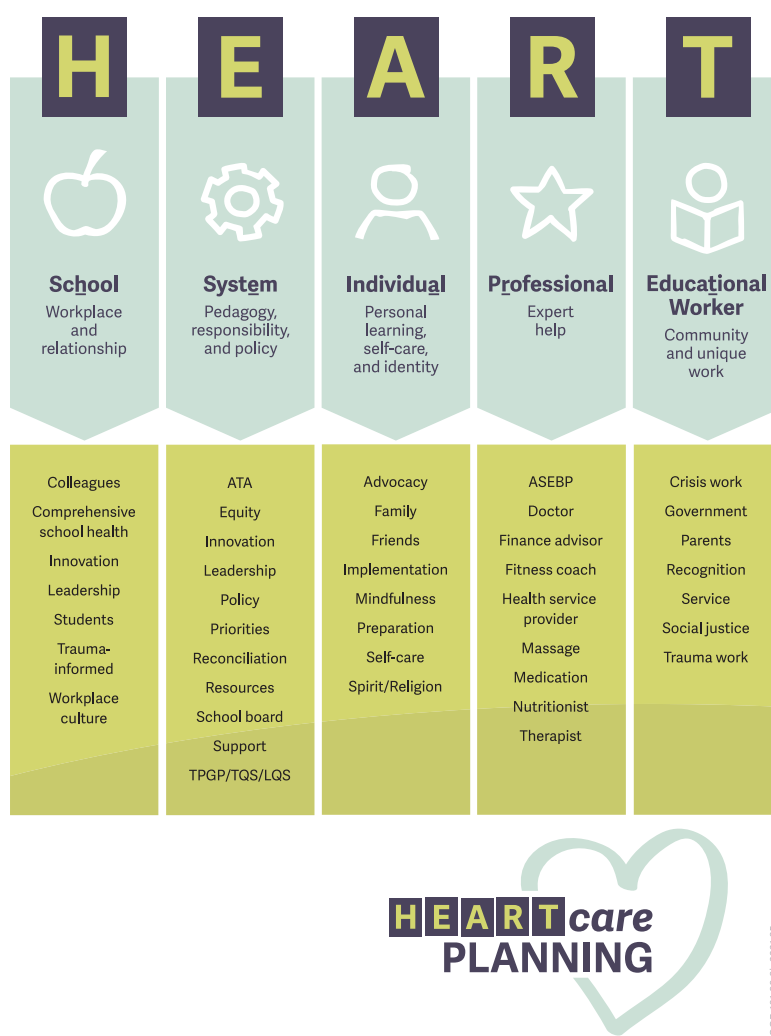 H E A R T
School
Workplace
and
relationship
System
Pedagogy,
responsibility,
and policy
Individual
Personal
learning,
self-care,
and identity
Professional
Expert
help
Educational
Worker
Community
and unique
work
Colleagues
Comprehensive
school health
Innovation
Leadership
Students
Trauma-
informed
Workplace
culture
ATA
Equity
Innovation
Leadership
Policy
Priorities
Reconciliation
Resources
School board
Support
TPGP/TQS/LQS
Advocacy
Family
Friends
Implementation
Mindfulness
Preparation
Self-care
Spirit/Religion
ASEBP
Doctor
Finance advisor
Fitness coach
Health service
provider
Massage
Medication
Nutritionist
Therapist
Crisis work
Government
Parents
Recognition
Service
Social justice
Trauma work
HEART care
PLANNING